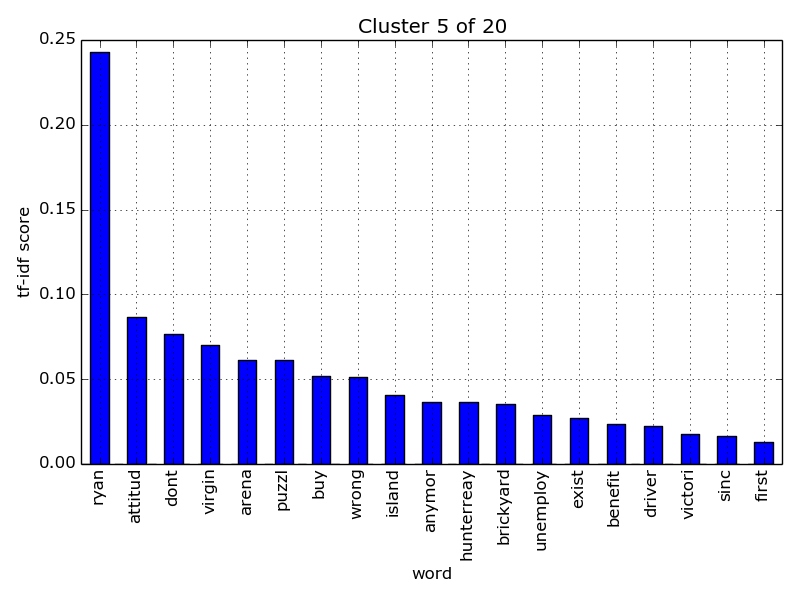 Cluster 5 of 20
0.25
0.20
0.15
0.10
0.05
0.00
tf-idf score
ryan
attitud
dont
virgin
arena
puzzl
buy
wrong
island
anymor
hunterreay
brickyard
unemploy
exist
benefit
driver
victori
sinc
first
word